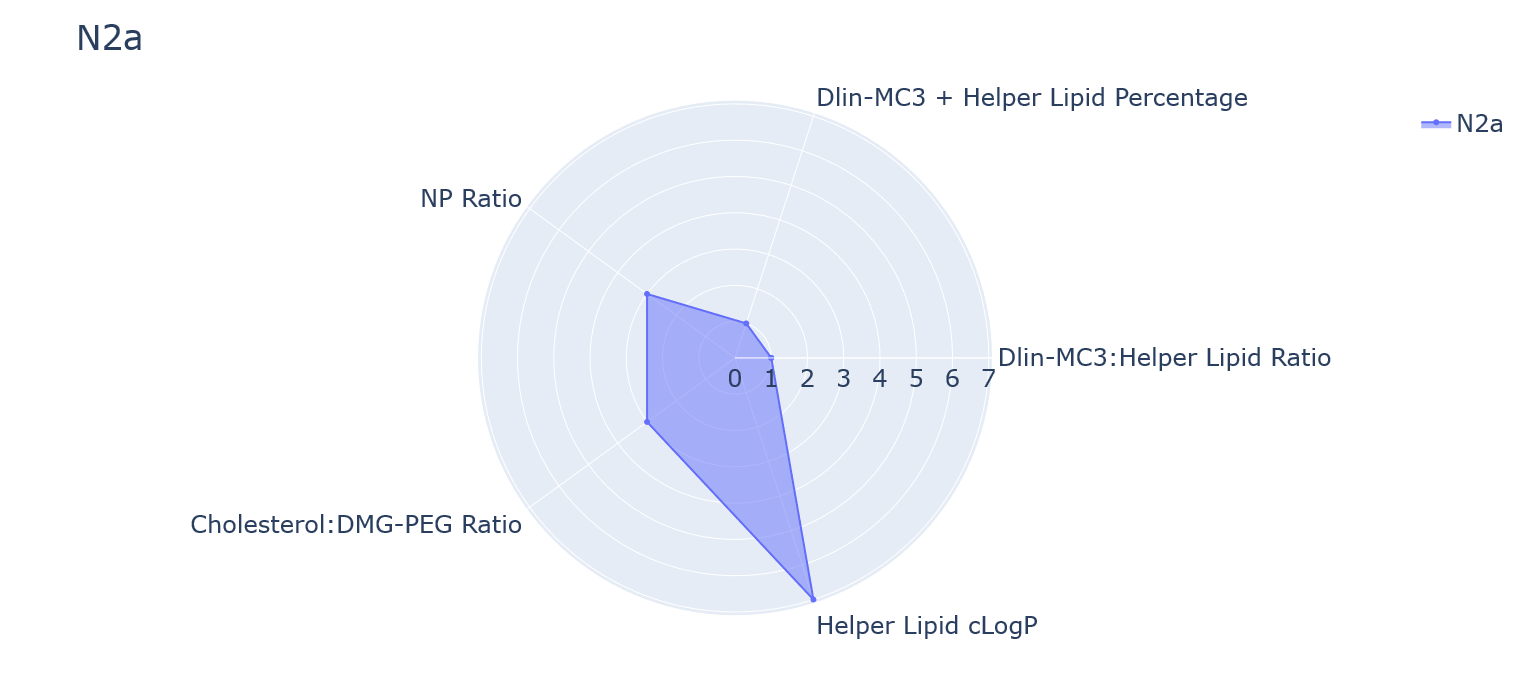 N2a
Dlin-MC3 + Helper Lipid Percentage
N2a
NP Ratio
Dlin-MC3:Helper Lipid Ratio
0 1 2 3 4 5 6 7
Cholesterol:DMG-PEG Ratio
Helper Lipid cLogP